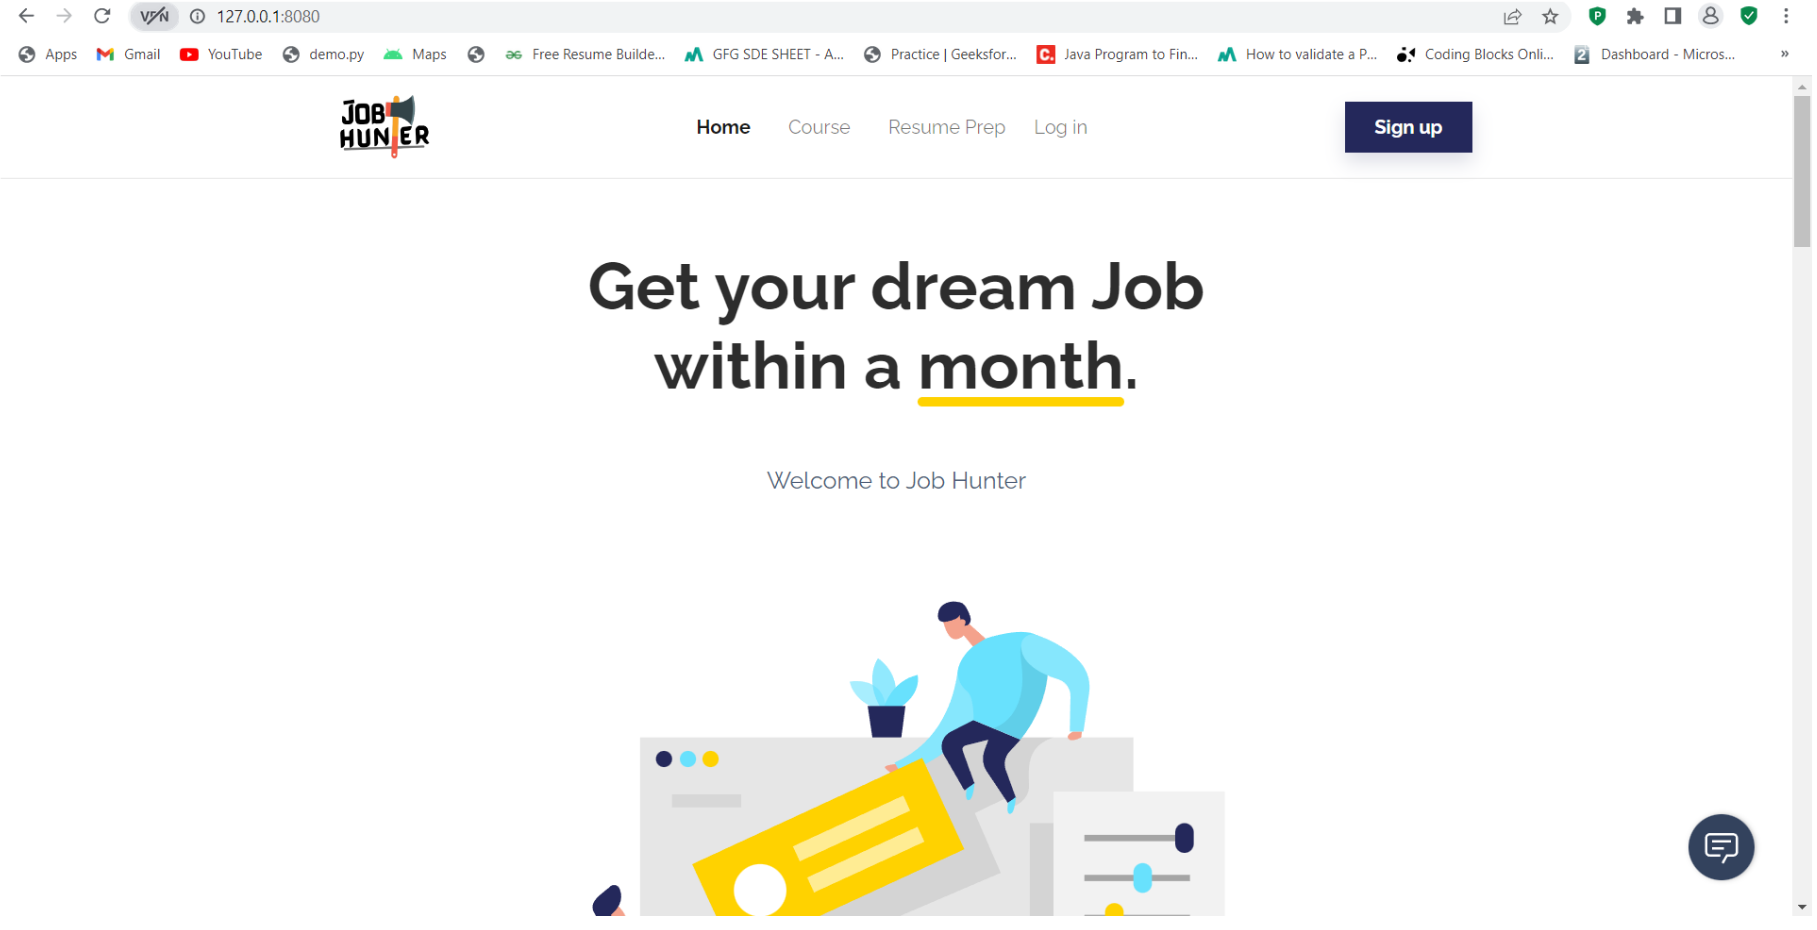 VPN 127.0.0.1:8080
Apps Gmail YouTube demo.py Maps Free Resume Builde... GFG SDE SHEET - A... Practice | Geeksfor... C. Java Program to Fin... How to validate a P... Coding Blocks Onli... 2 Dashboard - Micros... »
JOB
HUNTER
Home Course Resume Prep Log in Sign up
Get your dream Job
within a month.
Welcome to Job Hunter